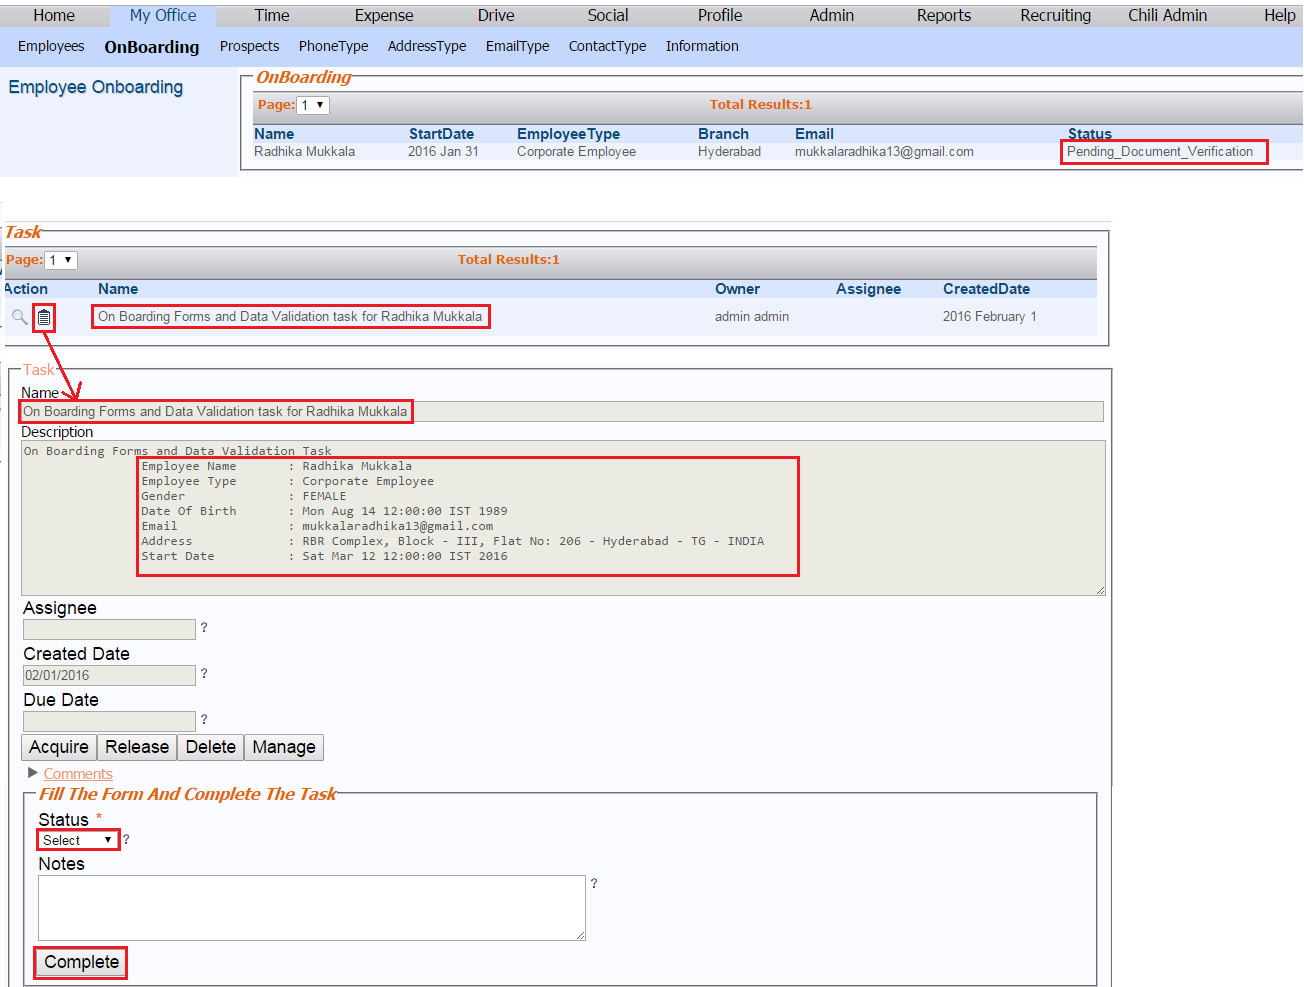 Home My Office Time Expense Drive Social Profile Admin Reports Recruiting Chili Admin Help
Employees OnBoarding Prospects PhoneType AddressType EmailType ContactType Information
Employee Onboarding
OnBoarding
Page: 1 Total Results:1
Name StartDate EmployeeType Branch Email Status
Radhika Mukkala 2016 Jan 31 Corporate Employee Hyderabad mukkalaradhika13@gmail.com Pending_Document_Verification
Task
Page: 1 Total Results:1
Action Name Owner Assignee CreatedDate
On Boarding Forms and Data Validation task for Radhika Mukkala admin admin 2016 February 1
Task
Name
On Boarding Forms and Data Validation task for Radhika Mukkala
Description
On Boarding Forms and Data Validation Task
Employee Name : Radhika Mukkala
Employee Type : Corporate Employee
Gender : FEMALE
Date Of Birth : Mon Aug 14 12:00:00 IST 1989
Email : mukkalaradhika13@gmail.com
Address : RBR Complex, Block - III, Flat No: 206 - Hyderabad - TG - INDIA
Start Date : Sat Mar 12 12:00:00 IST 2016
Assignee
?
Created Date
02/01/2016 ?
Due Date
?
Acquire Release Delete Manage
Comments
Fill The Form And Complete The Task
Status *
Select ?
Notes
?
Complete